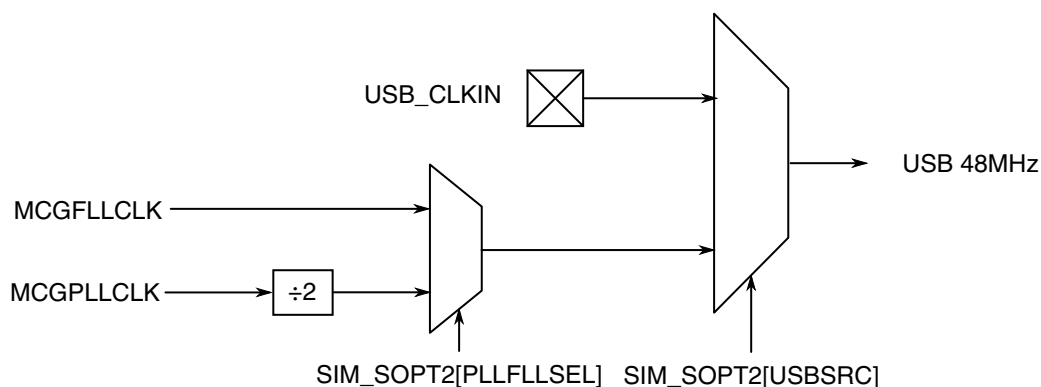 USB_CLKIN
USB 48MHz
MCGFLLCLK
MCGPLLCLK
÷2
SIM_SOPT2[PLLFLLSEL]
SIM_SOPT2[USBSRC]